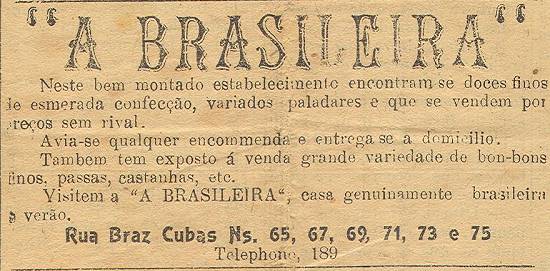 “A BRASILEIRA“
Neste bem montado estabelecimento encontram-se doces finos
de esmerada confecção, variados paladares e que se vendem por
preços sem rival.
Avia-se qualquer encommenda e entrega se a domicilio.
Tambem tem exposto á venda grande variedade de bon-bons
finos, passas, castanhas, etc.
Visitem a “A BRASILEIRA“, casa genuinamente brasileira
e verão.
Rua Braz Cubas Ns. 65, 67, 69, 71, 73 e 75
Telephone, 189